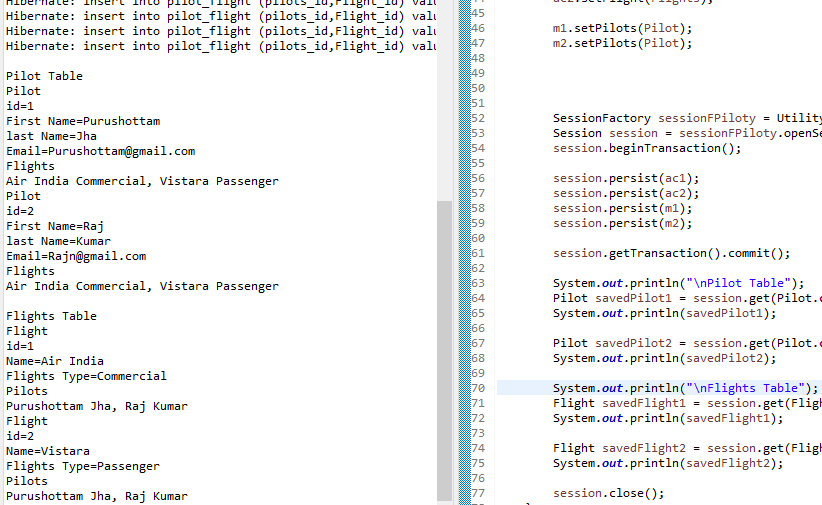 Hibernate: insert into pilot_flight (pilots_id,Flight_id) valu
Hibernate: insert into pilot_flight (pilots_id,Flight_id) valu
Hibernate: insert into pilot_flight (pilots_id,Flight_id) valu
Hibernate: insert into pilot_flight (pilots_id,Flight_id) valu
Pilot Table
Pilot
id=1
First Name=Purushottam
last Name=Jha
Email=Purushottam@gmail.com
Flights
Air India Commercial, Vistara Passenger
Pilot
id=2
First Name=Raj
last Name=Kumar
Email=Rajn@gmail.com
Flights
Air India Commercial, Vistara Passenger
Flights Table
Flight
id=1
Name=Air India
Flights Type=Commercial
Pilots
Purushottam Jha, Raj Kumar
Flight
id=2
Name=Vistara
Flights Type=Passenger
Pilots
Purushottam Jha, Raj Kumar
44 ac2.setFlight(Flights);
45
46 m1.setPilots(Pilot);
47 m2.setPilots(Pilot);
48
49
50
51
52 SessionFactory sessionFPiloty = Utility
53 Session session = sessionFPiloty.openSe
54 session.beginTransaction();
55
56 session.persist(ac1);
57 session.persist(ac2);
58 session.persist(m1);
59 session.persist(m2);
60
61 session.getTransaction().commit();
62
63 System.out.println("\nPilot Table");
64 Pilot savedPilot1 = session.get(Pilot.c
65 System.out.println(savedPilot1);
66
67 Pilot savedPilot2 = session.get(Pilot.c
68 System.out.println(savedPilot2);
69
70 System.out.println("\nFlights Table");
71 Flight savedFlight1 = session.get(Fligh
72 System.out.println(savedFlight1);
73
74 Flight savedFlight2 = session.get(Fligh
75 System.out.println(savedFlight2);
76
77 session.close();